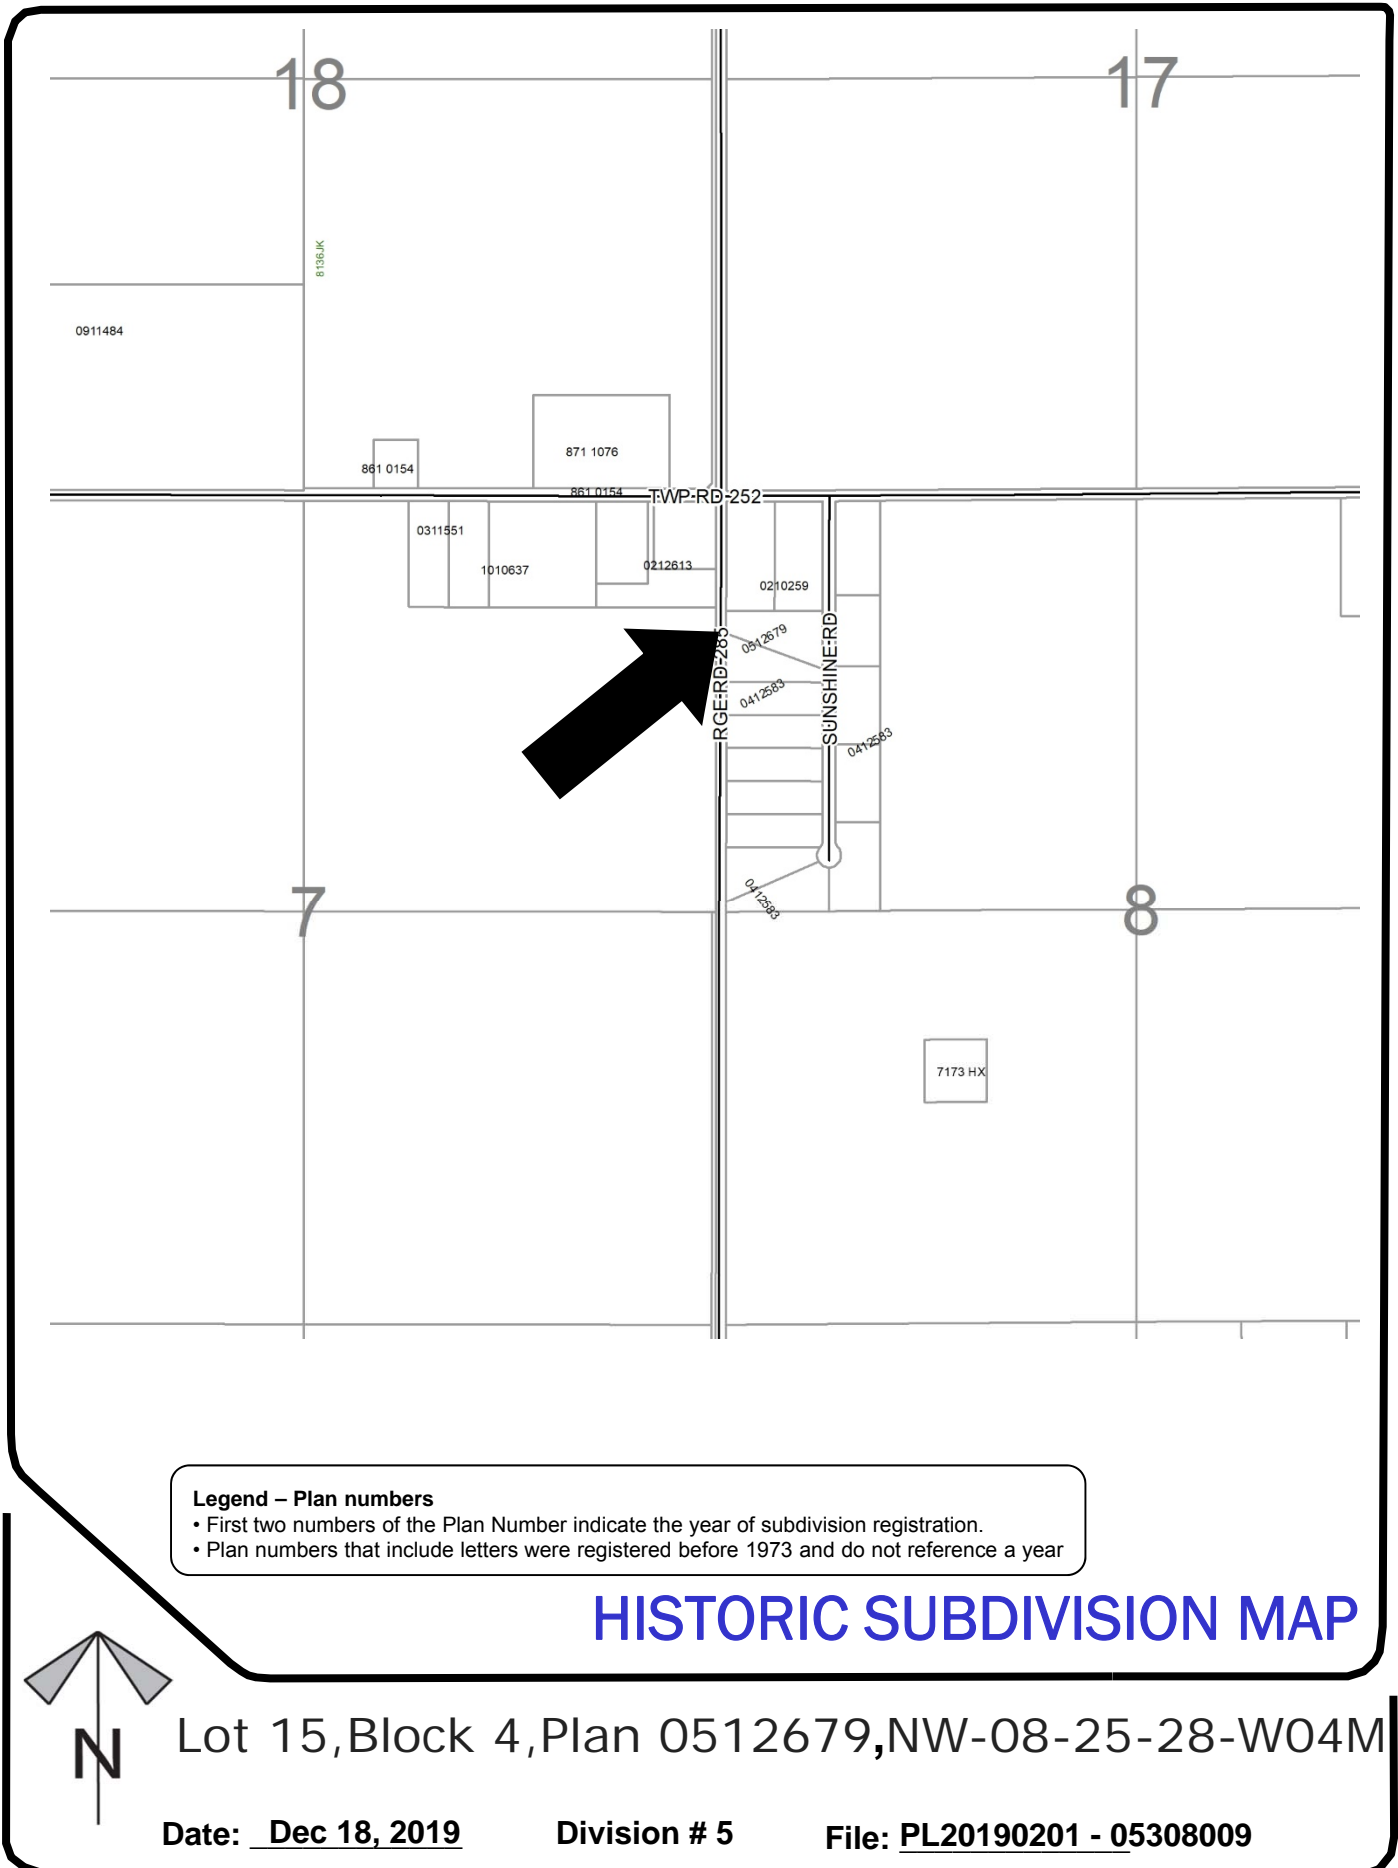 18
17
8136JK
0911484
871 1076
861 0154
861 0154
TWP RD 252
0311551
1010637
0212613
0210259
0512679
RGE RD 285
SUNSHINE RD
0412583
0412583
0412583
7
8
7173 HX
Legend – Plan numbers
• First two numbers of the Plan Number indicate the year of subdivision registration.
• Plan numbers that include letters were registered before 1973 and do not reference a year
HISTORIC SUBDIVISION MAP
N
Lot 15,Block 4,Plan 0512679,NW-08-25-28-W04M
Date: Dec 18, 2019 Division # 5 File: PL20190201 - 05308009